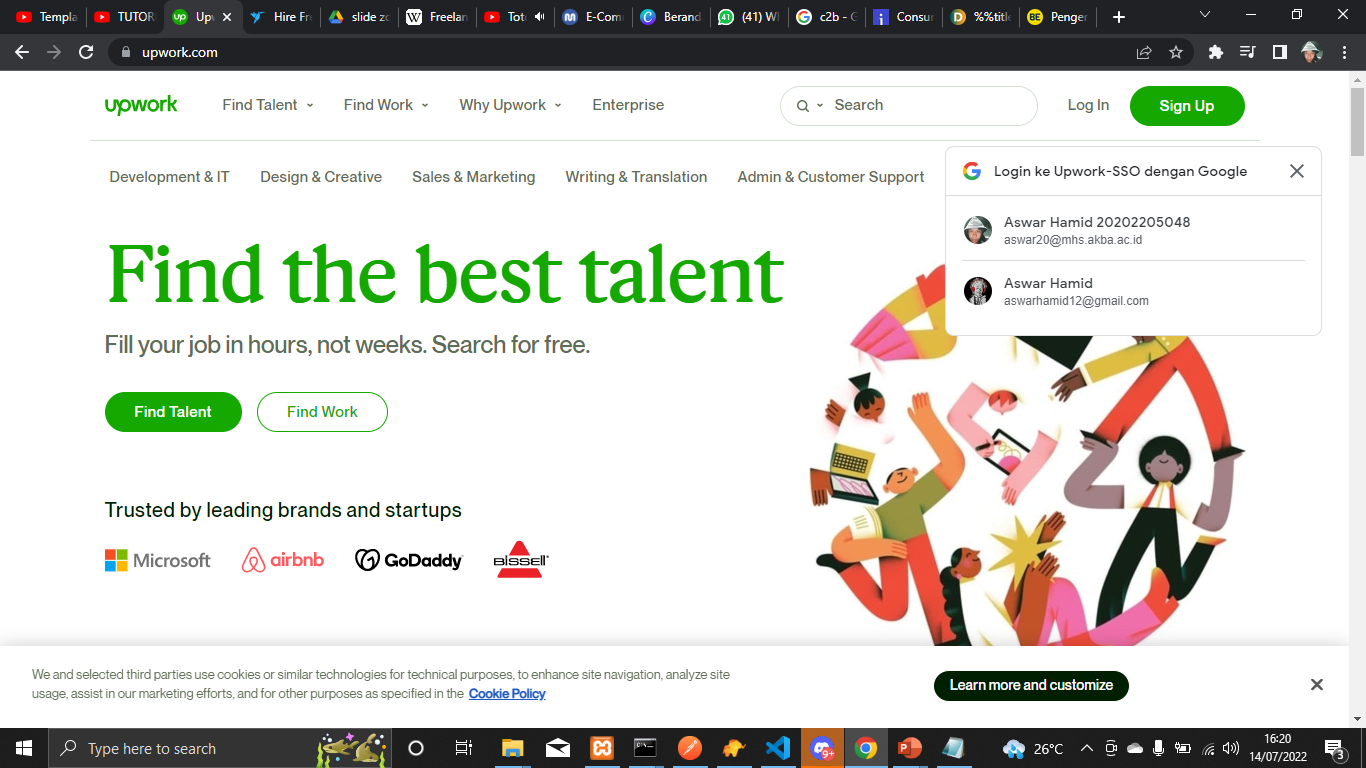 Templa
TUTOR
Upv
Hire Fr
slide zo
Freelan
Toto
E-Com
Berand
(41) W
c2b - G
Consur
%%title
Penger
upwork.com
upwork
Find Talent
Find Work
Why Upwork
Enterprise
Search
Log In
Sign Up
Login ke Upwork-SSO dengan Google
Development & IT
Design & Creative
Sales & Marketing
Writing & Translation
Admin & Customer Support
Aswar Hamid 20202205048
aswar20@mhs.akba.ac.id
Aswar Hamid
aswarhamid12@gmail.com
Find the best talent
Fill your job in hours, not weeks. Search for free.
Find Talent
Find Work
Trusted by leading brands and startups
Microsoft
airbnb
GoDaddy
BISSELL
We and selected third parties use cookies or similar technologies for technical purposes, to enhance site navigation, analyze site
usage, assist in our marketing efforts, and for other purposes as specified in the Cookie Policy
Learn more and customize
Type here to search
9+
26°C
16:20
14/07/2022
3